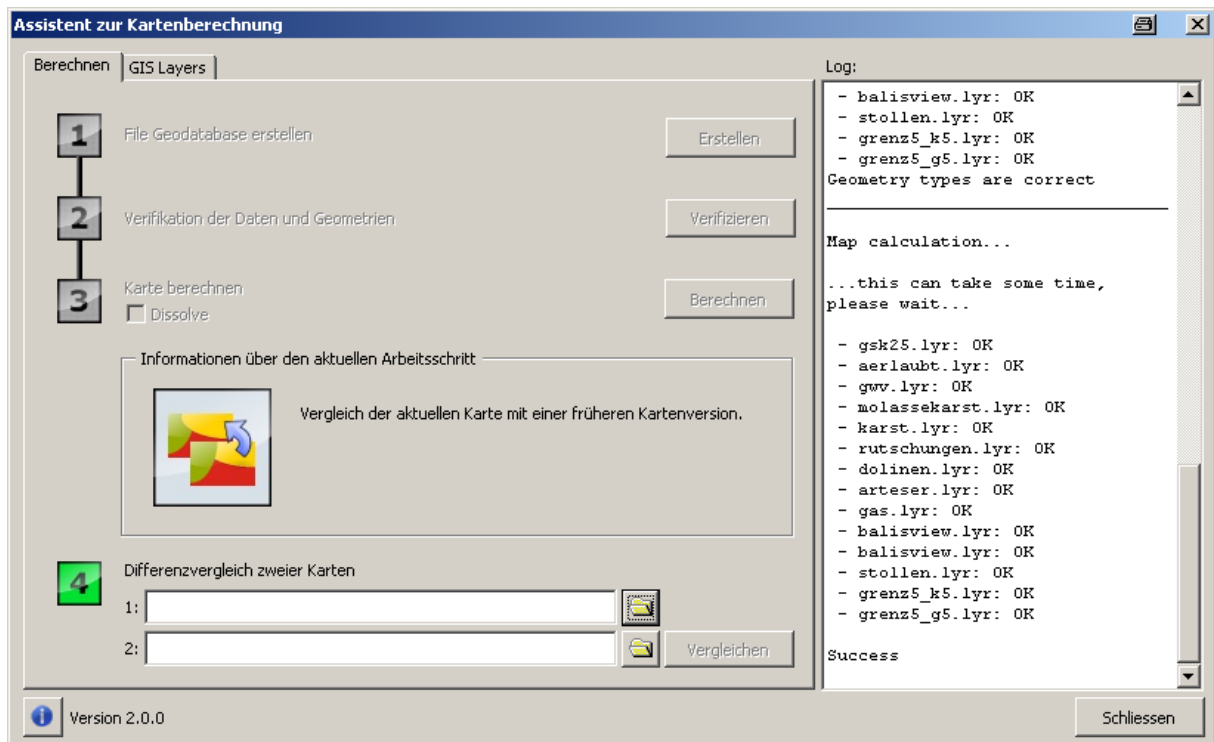 Assistent zur Kartenberechnung
Berechnen
GIS Layers
1
File Geodatabase erstellen
Erstellen
2
Verifikation der Daten und Geometrien
Verifizieren
3
Karte berechnen
Dissolve
Berechnen
Informationen über den aktuellen Arbeitsschritt
Vergleich der aktuellen Karte mit einer früheren Kartenversion.
4
Differenzvergleich zweier Karten
1:
2:
Vergleichen
Log:
- balisview.lyr: OK
- stollen.lyr: OK
- grenz5_k5.lyr: OK
- grenz5_g5.lyr: OK
Geometry types are correct
Map calculation...
...this can take some time,
please wait...
- gsk25.lyr: OK
- aerlaubt.lyr: OK
- gwv.lyr: OK
- molassekarst.lyr: OK
- karst.lyr: OK
- rutschungen.lyr: OK
- dolinen.lyr: OK
- arteser.lyr: OK
- gas.lyr: OK
- balisview.lyr: OK
- balisview.lyr: OK
- stollen.lyr: OK
- grenz5_k5.lyr: OK
- grenz5_g5.lyr: OK
Success
Version 2.0.0
Schliessen